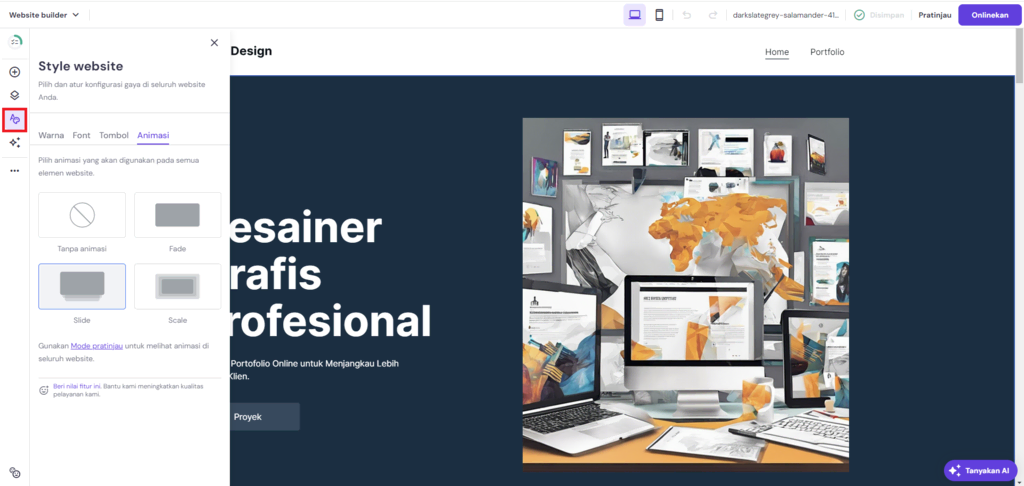 Website builder
darkslategrey-salamander-41...
Disimpan
Pratinjau
Onlinekan
Style website
Pilih dan atur konfigurasi gaya di seluruh website
Anda.
Warna Font Tombol Animasi
Pilih animasi yang akan digunakan pada semua
elemen website.
Tanpa animasi
Fade
Slide
Scale
Gunakan Mode pratinjau untuk melihat animasi di
seluruh website.
Beri nilai fitur ini. Bantu kami meningkatkan kualitas
pelayanan kami.
Design
Home
Portfolio
esainer
rafis
rofesional
Portofolio Online untuk Menjangkau Lebih
Klien.
Proyek
Tanyakan AI